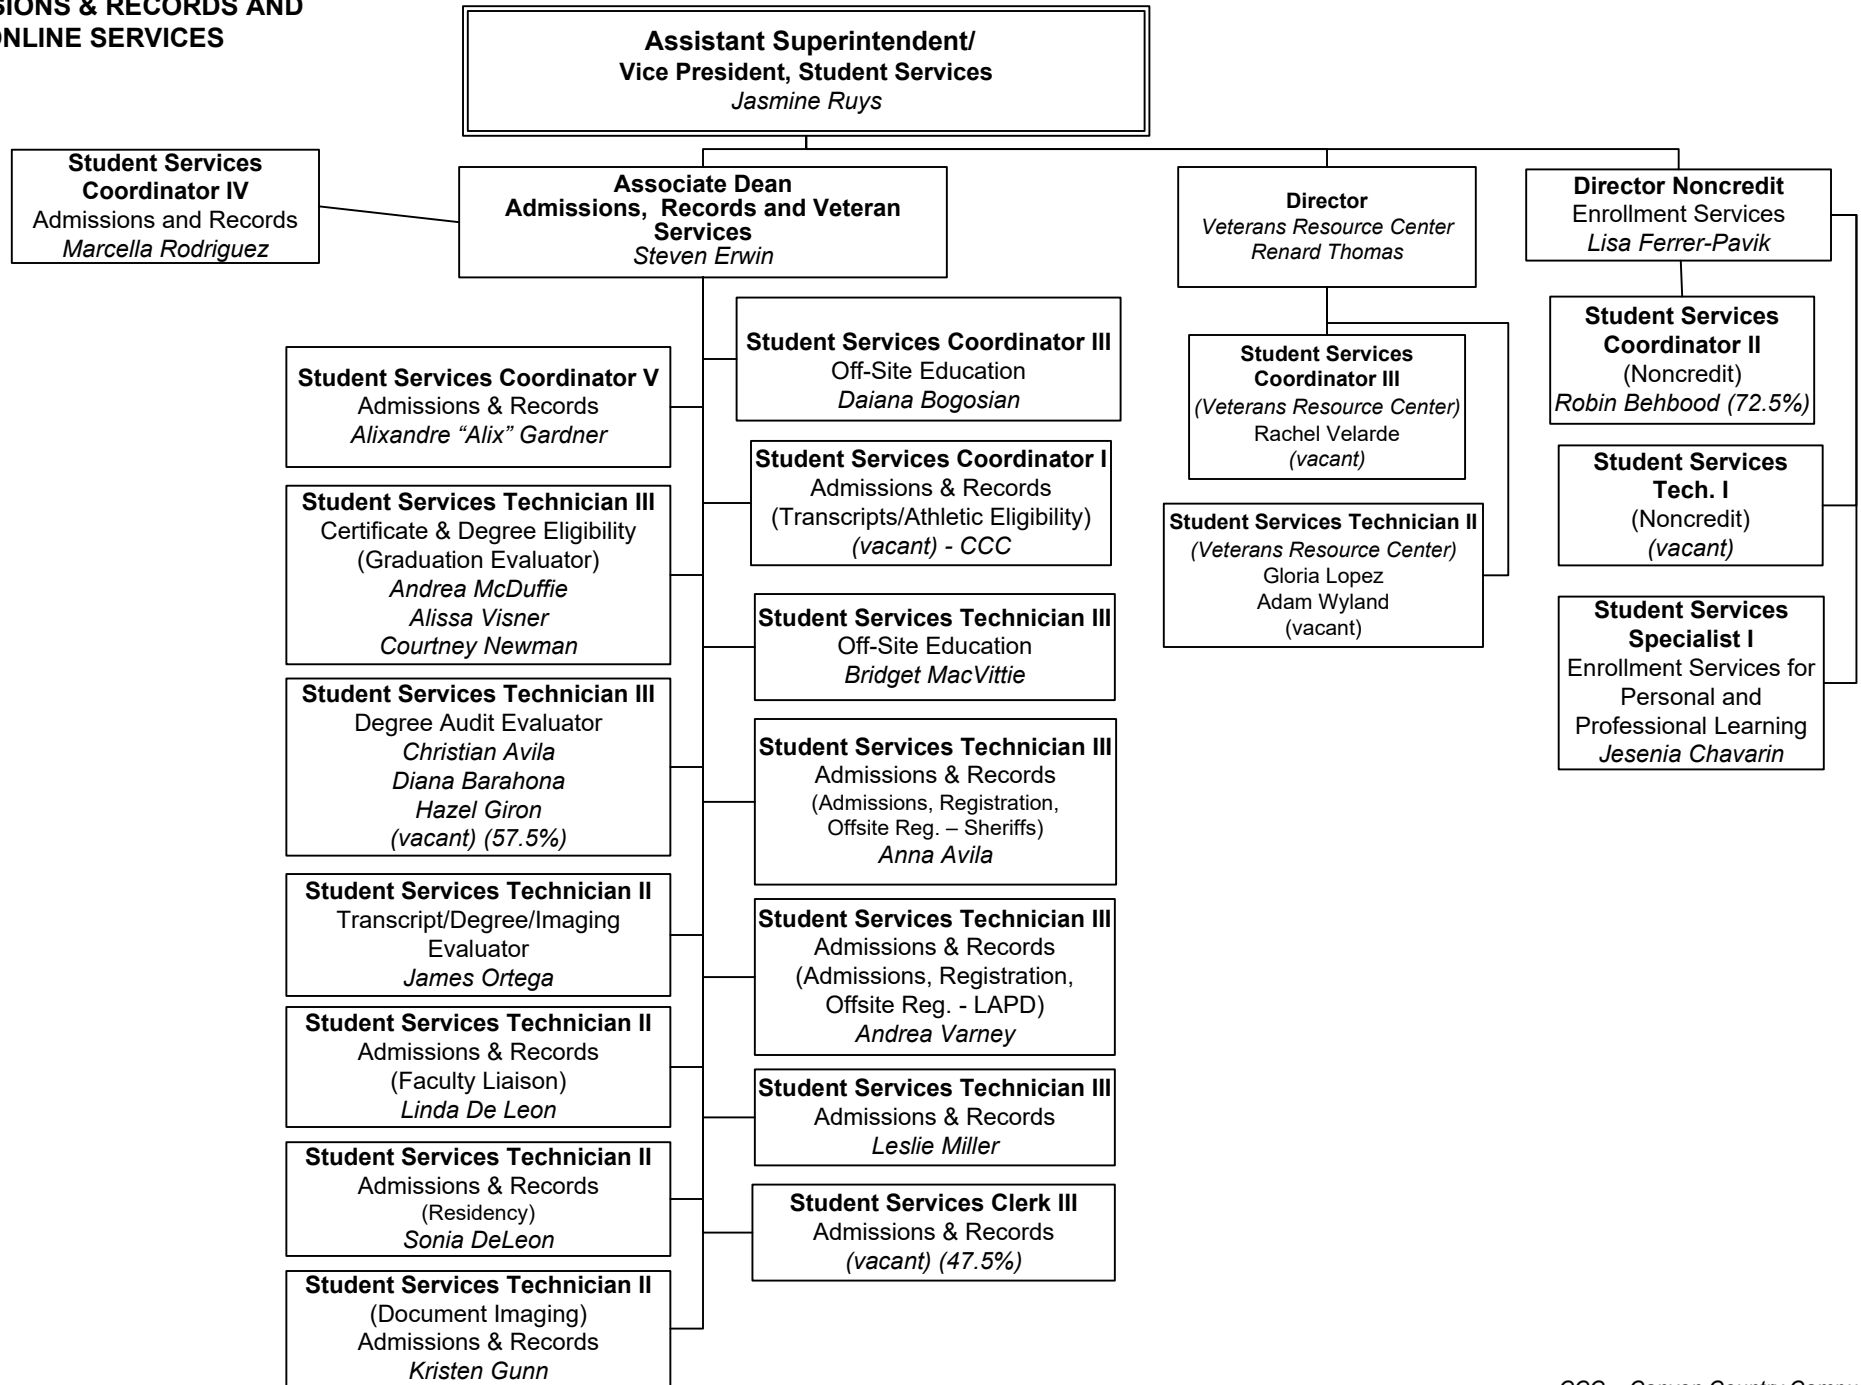 SIONS & RECORDS AND
ONLINE SERVICES
Assistant Superintendent/
Vice President, Student Services
Jasmine Ruys
Student Services
Coordinator IV
Admissions and Records
Marcella Rodriguez
Associate Dean
Admissions, Records and Veteran
Services
Steven Erwin
Director
Veterans Resource Center
Renard Thomas
Director Noncredit
Enrollment Services
Lisa Ferrer-Pavik
Student Services Coordinator V
Admissions & Records
Alixandre “Alix” Gardner
Student Services Technician III
Certificate & Degree Eligibility
(Graduation Evaluator)
Andrea McDuffie
Alissa Visner
Courtney Newman
Student Services Technician III
Degree Audit Evaluator
Christian Avila
Diana Barahona
Hazel Giron
(vacant) (57.5%)
Student Services Technician II
Transcript/Degree/Imaging
Evaluator
James Ortega
Student Services Technician II
Admissions & Records
(Faculty Liaison)
Linda De Leon
Student Services Technician II
Admissions & Records
(Residency)
Sonia DeLeon
Student Services Technician II
(Document Imaging)
Admissions & Records
Kristen Gunn
Student Services Coordinator III
Off-Site Education
Daiana Bogosian
Student Services Coordinator I
Admissions & Records
(Transcripts/Athletic Eligibility)
(vacant) - CCC
Student Services Technician III
Off-Site Education
Bridget MacVittie
Student Services Technician III
Admissions & Records
(Admissions, Registration,
Offsite Reg. – Sheriffs)
Anna Avila
Student Services Technician III
Admissions & Records
(Admissions, Registration,
Offsite Reg. - LAPD)
Andrea Varney
Student Services Technician III
Admissions & Records
Leslie Miller
Student Services Clerk III
Admissions & Records
(vacant) (47.5%)
Student Services
Coordinator III
(Veterans Resource Center)
Rachel Velarde
(vacant)
Student Services Technician II
(Veterans Resource Center)
Gloria Lopez
Adam Wyland
(vacant)
Student Services
Coordinator II
(Noncredit)
Robin Behbood (72.5%)
Student Services
Tech. I
(Noncredit)
(vacant)
Student Services
Specialist I
Enrollment Services for
Personal and
Professional Learning
Jesenia Chavarin